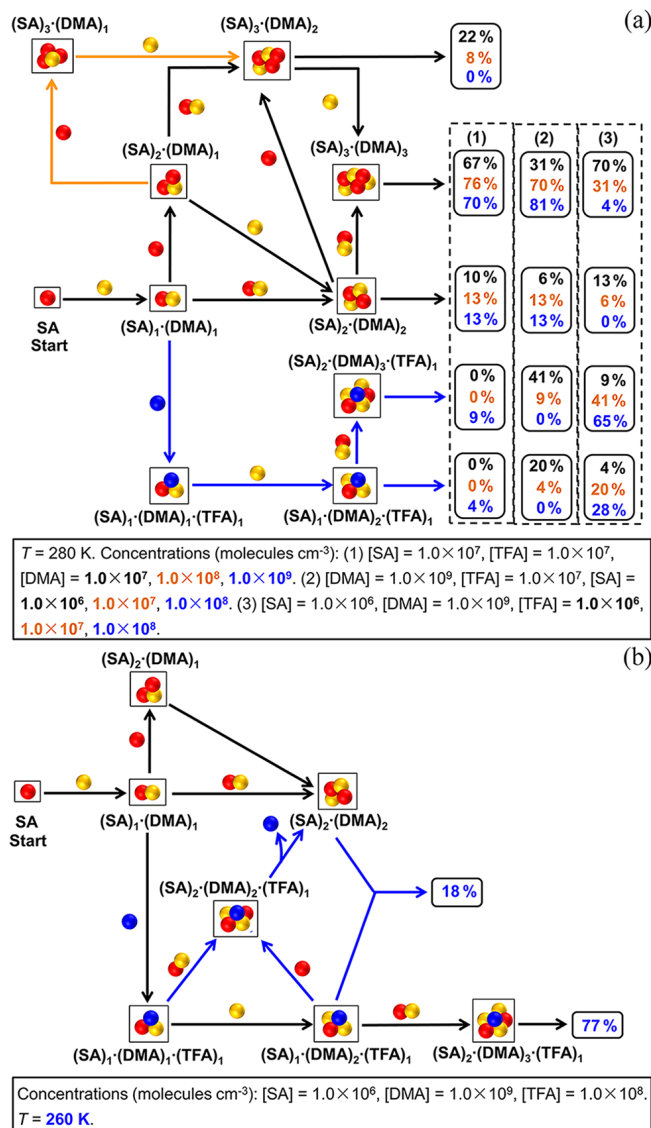 (a)
(SA)₃·(DMA)₁
(SA)₃·(DMA)₂
22 %
8 %
0 %
(SA)₂·(DMA)₁
(SA)₃·(DMA)₃
(1)
(2)
(3)
67 %
76 %
70 %
31 %
70 %
81 %
70 %
31 %
4 %
SA
Start
(SA)₁·(DMA)₁
(SA)₂·(DMA)₂
10 %
13 %
13 %
6 %
13 %
13 %
13 %
6 %
0 %
(SA)₂·(DMA)₃·(TFA)₁
0 %
0 %
9 %
41 %
9 %
0 %
9 %
41 %
65 %
(SA)₁·(DMA)₁·(TFA)₁
(SA)₁·(DMA)₂·(TFA)₁
0 %
0 %
4 %
20 %
4 %
0 %
4 %
20 %
28 %
T = 280 K. Concentrations (molecules cm⁻³): (1) [SA] = 1.0×10⁷, [TFA] = 1.0×10⁷,
[DMA] = 1.0×10⁷, 1.0×10⁸, 1.0×10⁹. (2) [DMA] = 1.0×10⁹, [TFA] = 1.0×10⁷, [SA] =
1.0×10⁶, 1.0×10⁷, 1.0×10⁸. (3) [SA] = 1.0×10⁶, [DMA] = 1.0×10⁹, [TFA] = 1.0×10⁶,
1.0×10⁷, 1.0×10⁸.
(b)
(SA)₂·(DMA)₁
SA
Start
(SA)₁·(DMA)₁
(SA)₂·(DMA)₂
(SA)₂·(DMA)₂·(TFA)₁
18 %
(SA)₁·(DMA)₁·(TFA)₁
(SA)₁·(DMA)₂·(TFA)₁
(SA)₂·(DMA)₃·(TFA)₁
77 %
Concentrations (molecules cm⁻³): [SA] = 1.0×10⁶, [DMA] = 1.0×10⁹, [TFA] = 1.0×10⁸.
T = 260 K.